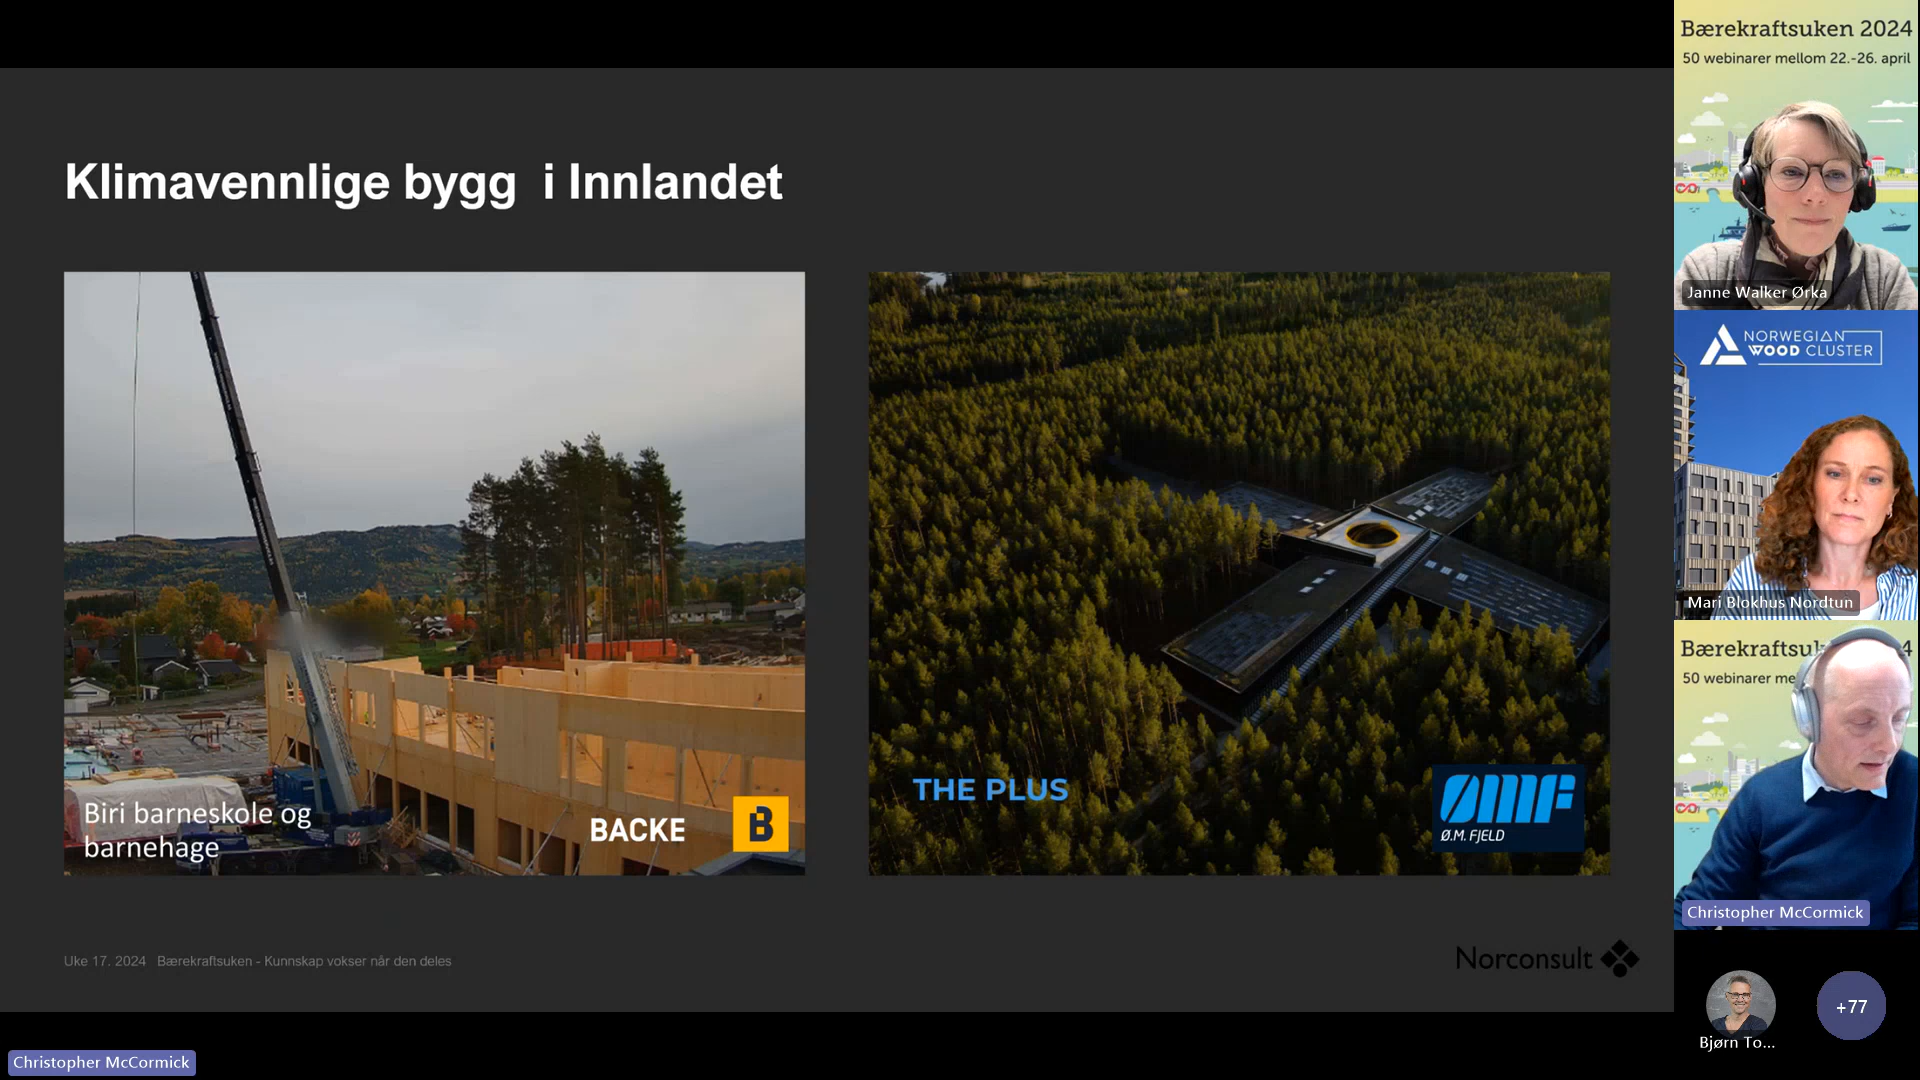 Klimavennlige bygg i Innlandet
Biri barneskole og
barnehage
BACKE
B
THE PLUS
ØMF
Ø.M. FJELD
Uke 17. 2024 Bærekraftsuken - Kunnskap vokser når den deles
Norconsult
Christopher McCormick
Bærekraftsuken 2024
50 webinarer mellom 22.-26. april
Janne Walker Ørka
NORWEGIAN
WOOD CLUSTER
Mari Blokhus Nordtun
Bærekraftsu 4
50 webinarer me
Christopher McCormick
Bjørn To...
+77